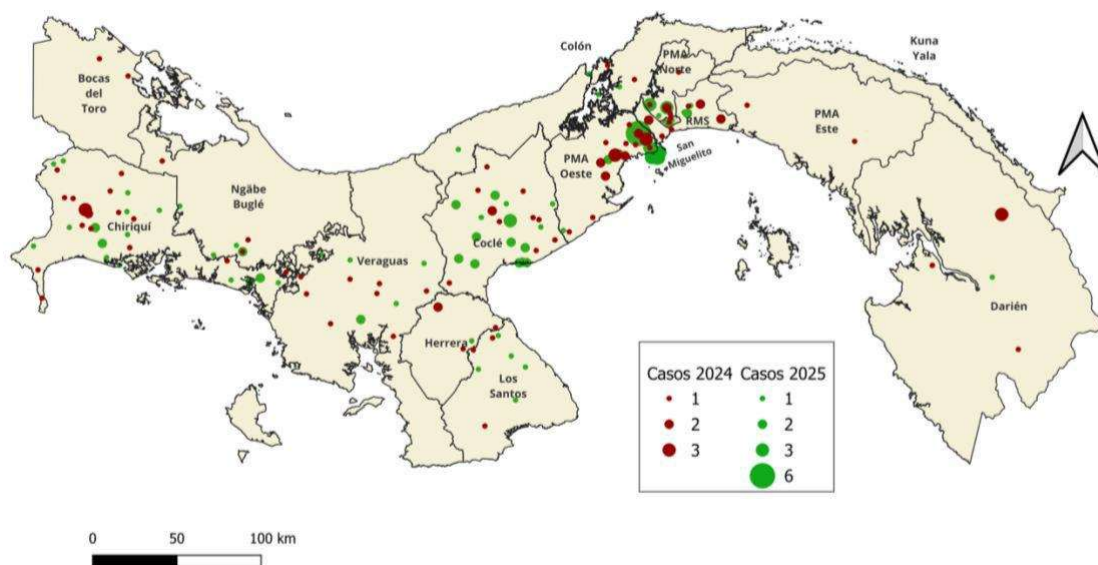 Colón
PMA
Norte
Kuna
Yala
Bocas
del
Toro
PMA
Este
RMS
San
Miguelito
PMA
Oeste
Ngäbe
Buglé
Chiriquí
Coclé
Veraguas
Darién
Herrera
Los
Santos
Casos 2024 Casos 2025
1 1
2 2
3 3
6
0 50 100 km